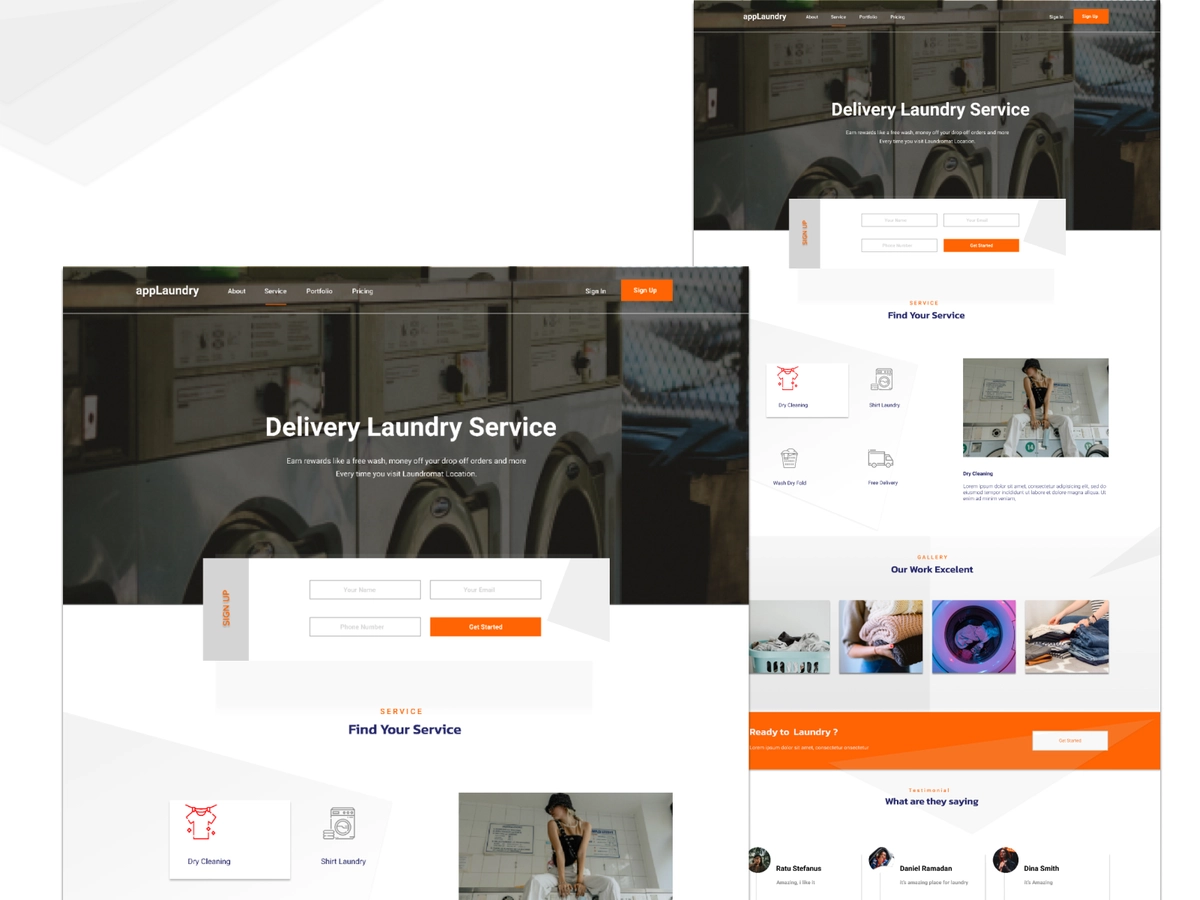 appLaundry About Service Portfolio Pricing Sign In Sign Up
Delivery Laundry Service
Earn rewards like a free wash, money off your drop off orders and more
Every time you visit Laundromat Location.
SIGN UP
Your Name Your Email
Phone Number Get Started
SERVICE
Find Your Service
Dry Cleaning Shirt Laundry
appLaundry About Service Portfolio Pricing Sign in Sign Up
Delivery Laundry Service
Earn rewards like a free wash, money off your drop off orders and more
Every time you visit Laundromat Location.
SIGN UP
Your Name Your Email
Phone Number Get Started
SERVICE
Find Your Service
Dry Cleaning Shirt Laundry
Wash Dry Fold Free Delivery
14
Dry Cleaning
Lorem ipsum dolor sit amet, consectetur adipiscing elit, sed do
eiusmod tempor incididunt ut labore et dolore magna aliqua. Ut
enim ad minim veniam,
GALLERY
Our Work Excelent
Ready to Laundry ?
Lorem ipsum dolor sit amet, consectetur
Get Started
Testimonial
What are they saying
Ratu Stefanus
Amazing, i like it
Daniel Ramadan
It's amazing place for laundry
Dina Smith
It's Amazing